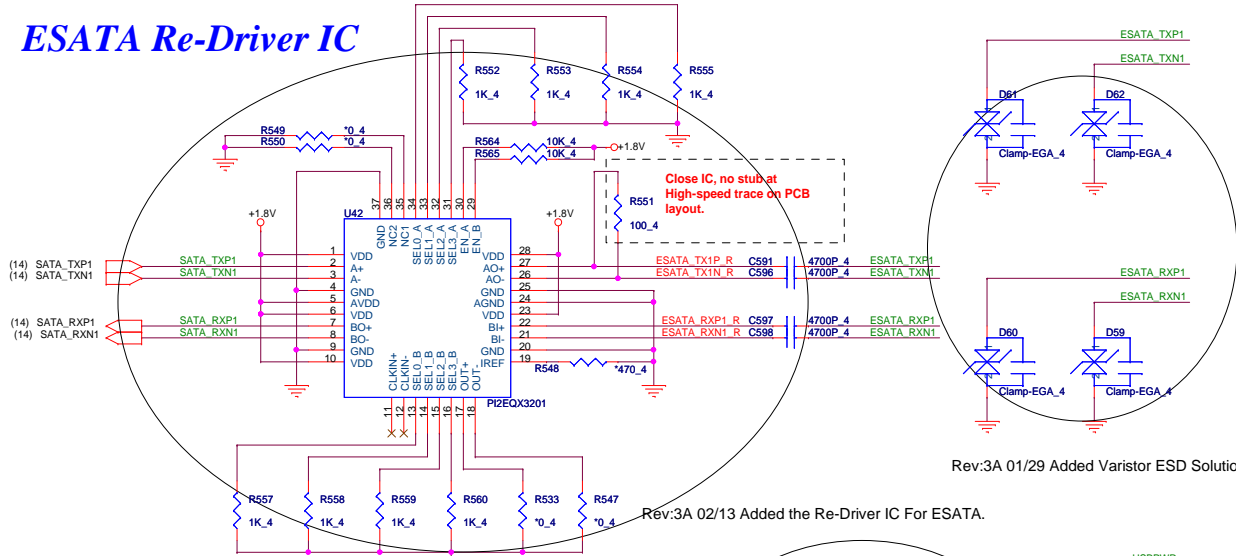 ESATA Re-Driver IC
R552
1K_4
R553
1K_4
R554
1K_4
R555
1K_4
R549
*0_4
R550
*0_4
R564
10K_4
R565
10K_4
+1.8V
Close IC, no stub at
High-speed trace on PCB
layout.
R551
100_4
+1.8V
+1.8V
U42
37
36
35
34
33
32
31
30
29
GND
NC2
NC1
SEL0_A
SEL1_A
SEL2_A
SEL3_A
EN_A
EN_B
1 VDD
2 A+
3 A-
4 GND
5 AVDD
6 VDD
7 BO+
8 BO-
9 GND
10 VDD
VDD 28
AO+ 27
AO- 26
GND 25
AGND 24
VDD 23
BI+ 22
BI- 21
GND 20
IREF 19
CLKIN+
CLKIN-
SEL0_B
SEL1_B
SEL2_B
SEL3_B
OUT+
OUT-
11
12
13
14
15
16
17
18
PI2EQX3201
(14) SATA_TXP1
SATA_TXP1
(14) SATA_TXN1
SATA_TXN1
(14) SATA_RXP1
SATA_RXP1
(14) SATA_RXN1
SATA_RXN1
ESATA_TX1P_R C591 4700P_4 ESATA_TXP1
ESATA_TX1N_R C596 4700P_4 ESATA_TXN1
ESATA_RXP1_R C597 4700P_4 ESATA_RXP1
ESATA_RXN1_R C598 4700P_4 ESATA_RXN1
R548
*470_4
R557
1K_4
R558
1K_4
R559
1K_4
R560
1K_4
R533
*0_4
R547
*0_4
Rev:3A 02/13 Added the Re-Driver IC For ESATA.
ESATA_TXP1
ESATA_TXN1
D61
Clamp-EGA_4
D62
Clamp-EGA_4
ESATA_RXP1
ESATA_RXN1
D60
Clamp-EGA_4
D59
Clamp-EGA_4
Rev:3A 01/29 Added Varistor ESD Solutio